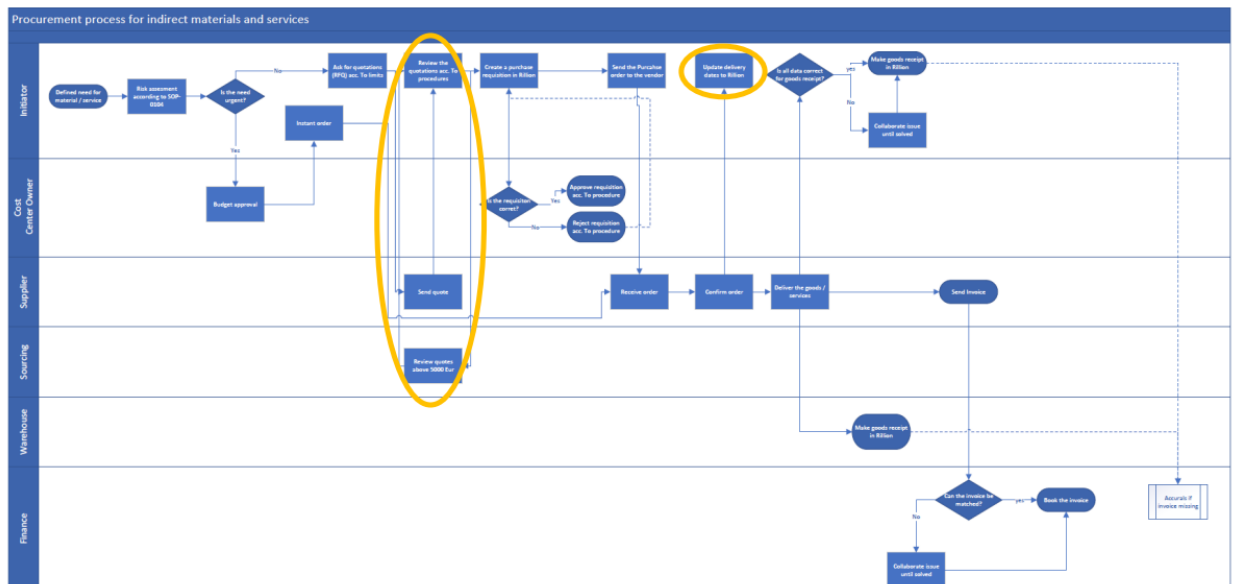 Procurement process for indirect materials and services
Initiator
Defined need for
material / service
Risk assesment
according to SOP-
0104
Is the need
urgent?
No
Yes
Ask for quotations
(RFQ) acc. To limits
Instant order
Review the
quotations acc. To
procedures
Create a purchase
requisition in Rillion
Send the Purcahse
order to the vendor
Update delivery
dates to Rillion
Is all data correct
for goods receipt?
yes
No
Make goods receipt
in Rillion
Collaborate issue
until solved
Cost
Center Owner
Budget approval
Is the requisiton
corret?
Yes
No
Approve requisition
acc. To procedure
Reject requisition
acc. To procedure
Supplier
Send quote
Receive order
Confirm order
Deliver the goods /
services
Send Invoice
Sourcing
Review quotes
above 5000 Eur
Warehouse
Make goods receipt
in Rillion
Finance
Can the invoice be
matched?
yes
No
Book the invoice
Collaborate issue
until solved
Accurals if
invoice missing